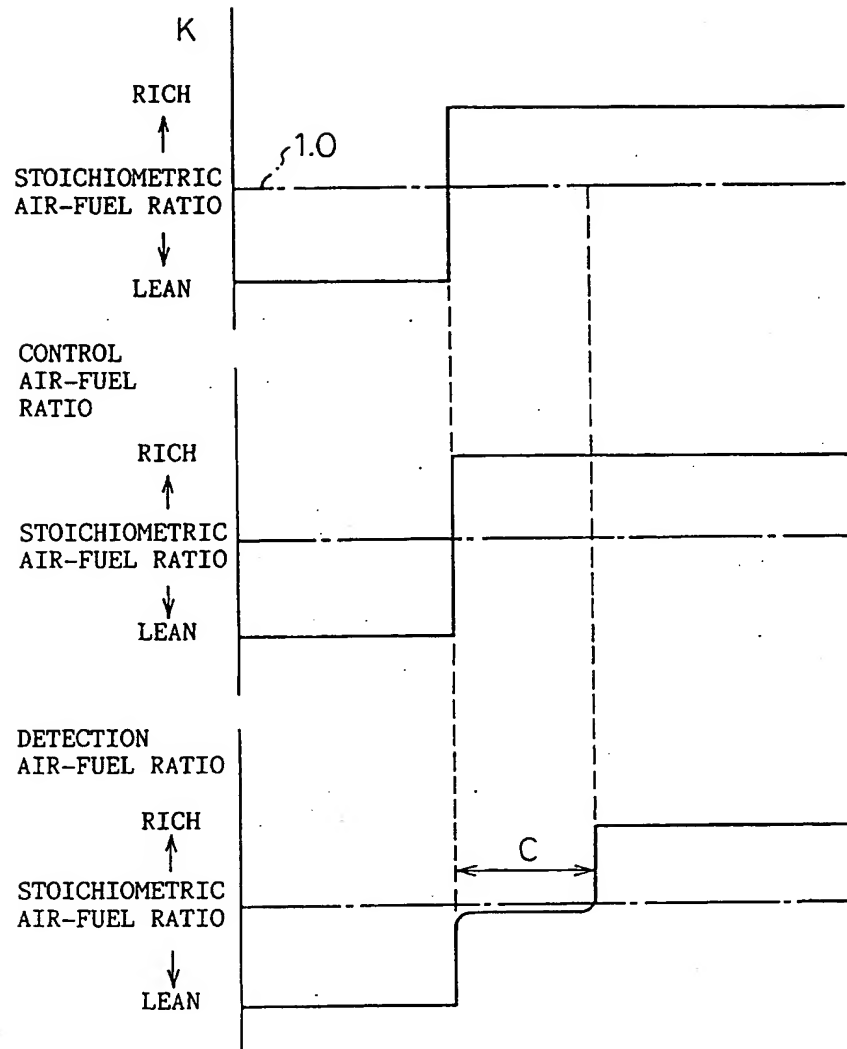 K
RICH
1.0
STOICHIOMETRIC
AIR-FUEL RATIO
LEAN
CONTROL
AIR-FUEL
RATIO
RICH
STOICHIOMETRIC
AIR-FUEL RATIO
LEAN
DETECTION
AIR-FUEL RATIO
RICH
C
STOICHIOMETRIC
AIR-FUEL RATIO
LEAN